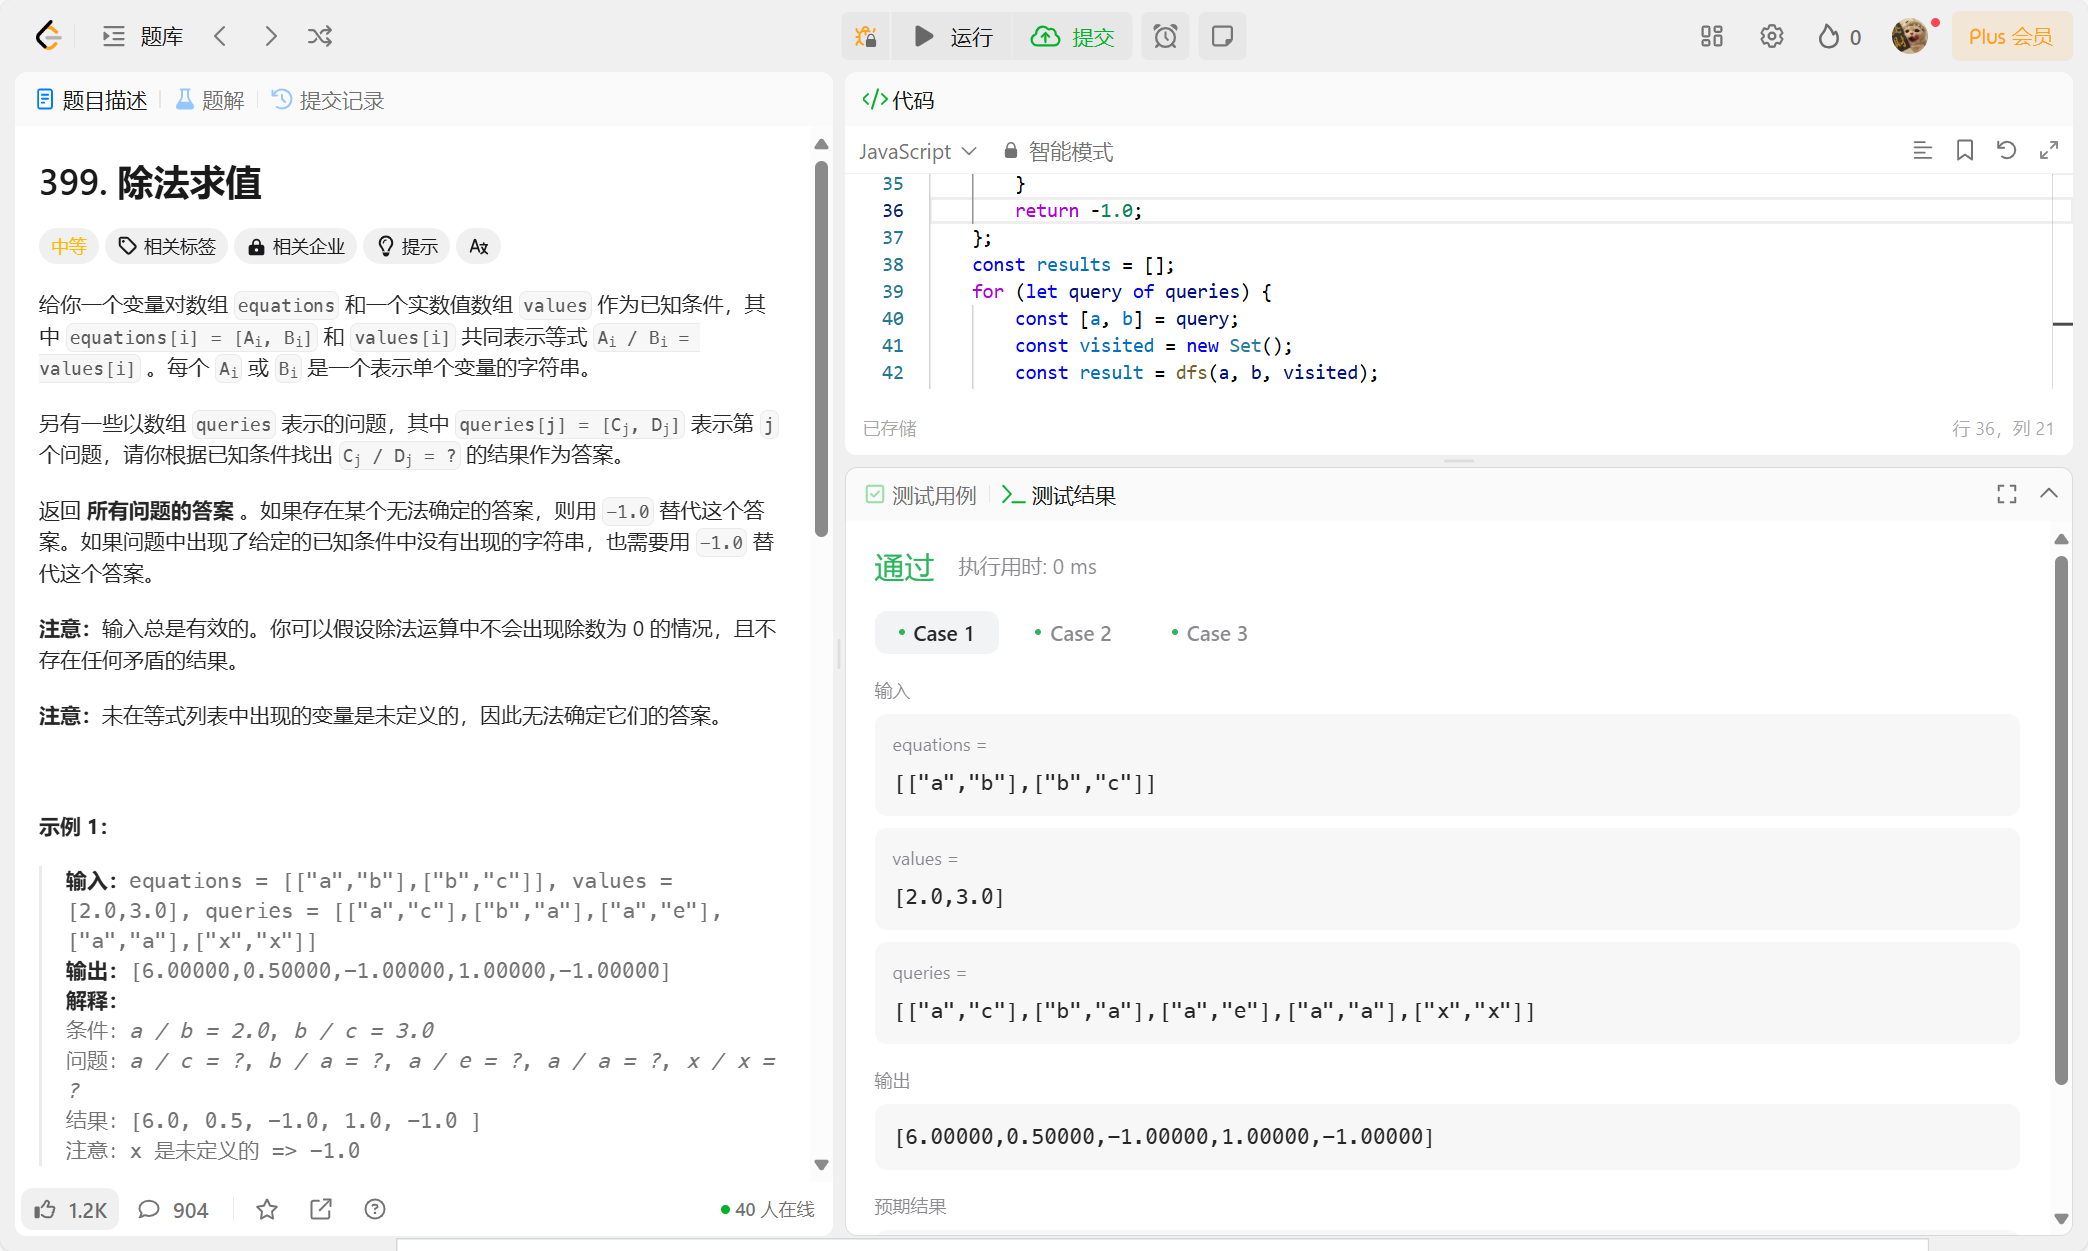 题库
运行
提交
0
Plus 会员
题目描述
题解
提交记录
399. 除法求值
中等
相关标签
相关企业
提示
给你一个变量对数组 equations 和一个实数值数组 values 作为已知条件，其
中 equations[i] = [Ai, Bi] 和 values[i] 共同表示等式 Ai / Bi =
values[i] 。每个 Ai 或 Bi 是一个表示单个变量的字符串。
另有一些以数组 queries 表示的问题，其中 queries[j] = [Cj, Dj] 表示第 j
个问题，请你根据已知条件找出 Cj / Dj = ? 的结果作为答案。
返回 所有问题的答案 。如果存在某个无法确定的答案，则用 -1.0 替代这个答
案。如果问题中出现了给定的已知条件中没有出现的字符串，也需要用 -1.0 替
代这个答案。
注意：输入总是有效的。你可以假设除法运算中不会出现除数为 0 的情况，且不
存在任何矛盾的结果。
注意：未在等式列表中出现的变量是未定义的，因此无法确定它们的答案。
示例 1：
输入：equations = [["a","b"],["b","c"]], values =
[2.0,3.0], queries = [["a","c"],["b","a"],["a","e"],
["a","a"],["x","x"]]
输出：[6.00000,0.50000,-1.00000,1.00000,-1.00000]
解释：
条件：a / b = 2.0, b / c = 3.0
问题：a / c = ?, b / a = ?, a / e = ?, a / a = ?, x / x =
?
结果：[6.0, 0.5, -1.0, 1.0, -1.0 ]
注意：x 是未定义的 => -1.0
1.2K
904
40 人在线
代码
JavaScript
智能模式
35 }
36 return -1.0;
37 };
38 const results = [];
39 for (let query of queries) {
40 const [a, b] = query;
41 const visited = new Set();
42 const result = dfs(a, b, visited);
已存储
行 36，列 21
测试用例
测试结果
通过
执行用时: 0 ms
Case 1
Case 2
Case 3
输入
equations =
[["a","b"],["b","c"]]
values =
[2.0,3.0]
queries =
[["a","c"],["b","a"],["a","e"],["a","a"],["x","x"]]
输出
[6.00000,0.50000,-1.00000,1.00000,-1.00000]
预期结果